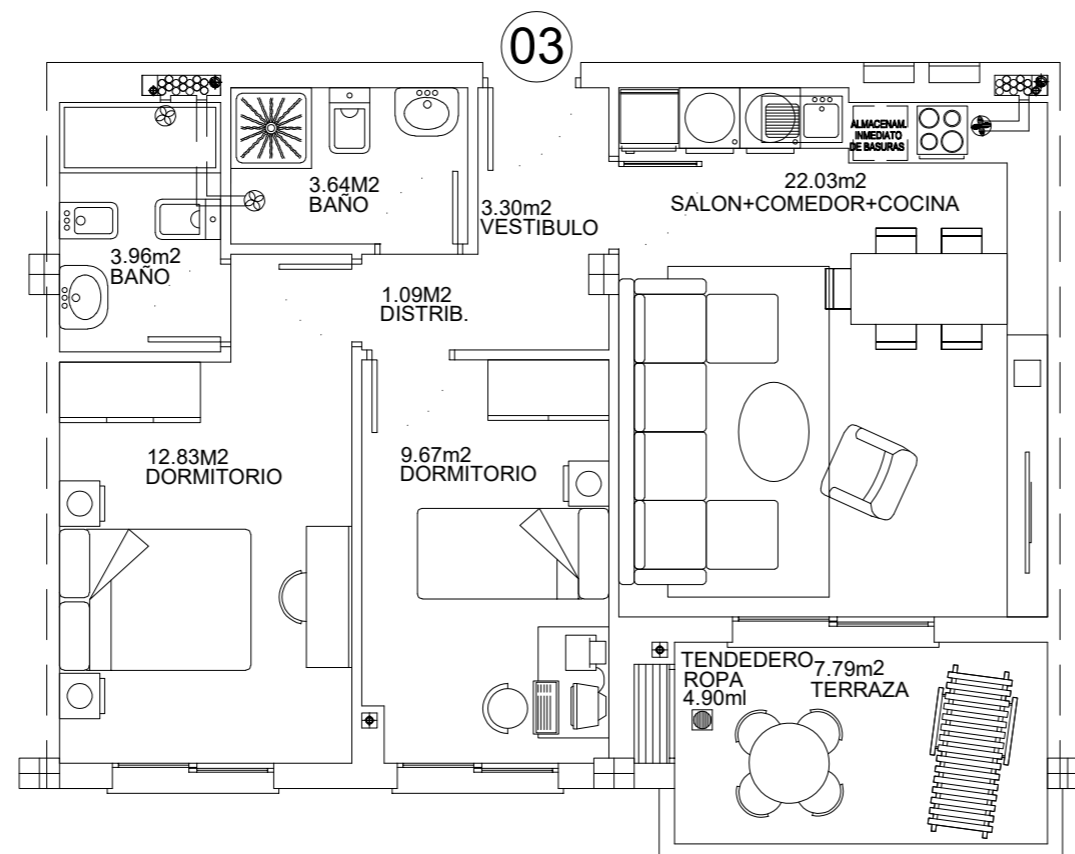 03
ALMACENAM.
INMEDIATO
DE BASURAS
22.03m2
SALON+COMEDOR+COCINA
3.64M2
BAÑO
3.30m2
VESTIBULO
3.96m2
BAÑO
1.09M2
DISTRIB.
12.83M2
DORMITORIO
9.67m2
DORMITORIO
TENDEDERO
ROPA
4.90ml
7.79m2
TERRAZA